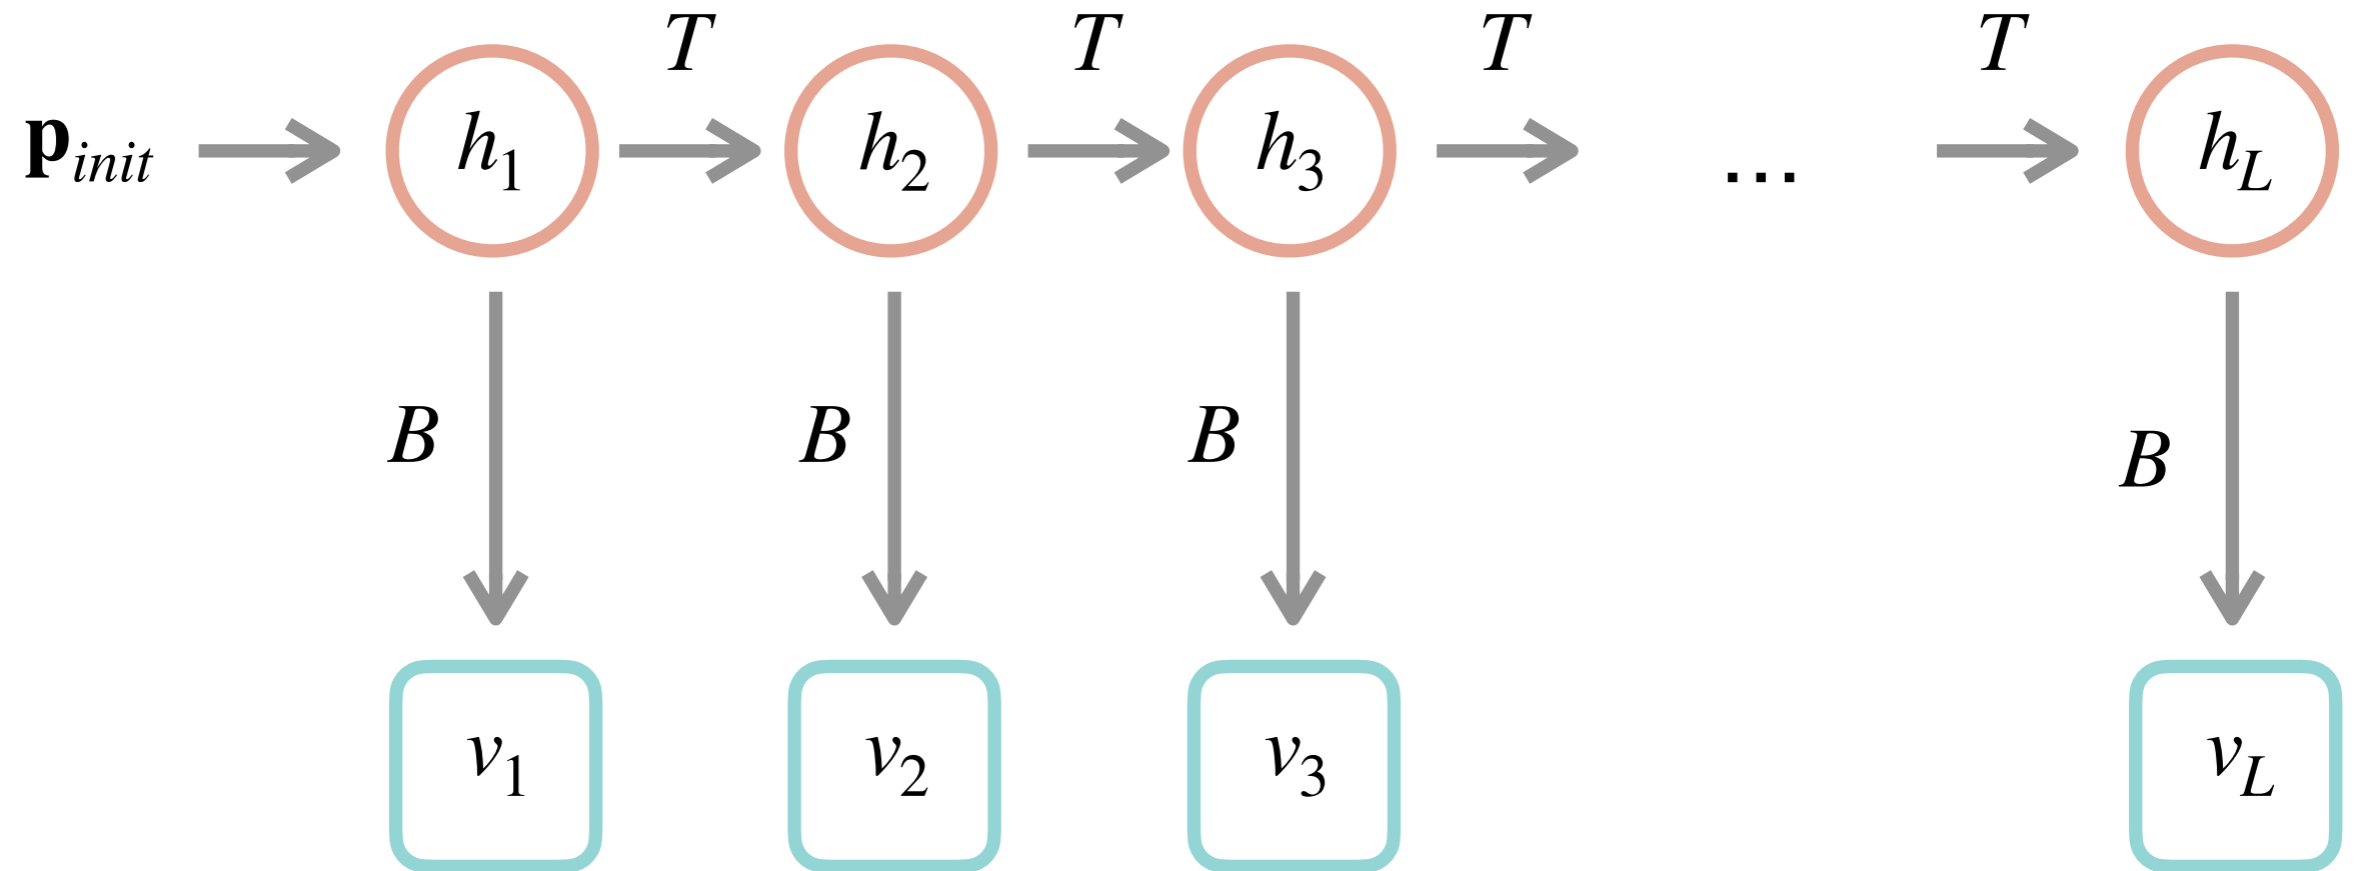 T T T T
p_init h_1 h_2 h_3 ... h_L
B B B B
v_1 v_2 v_3 v_L